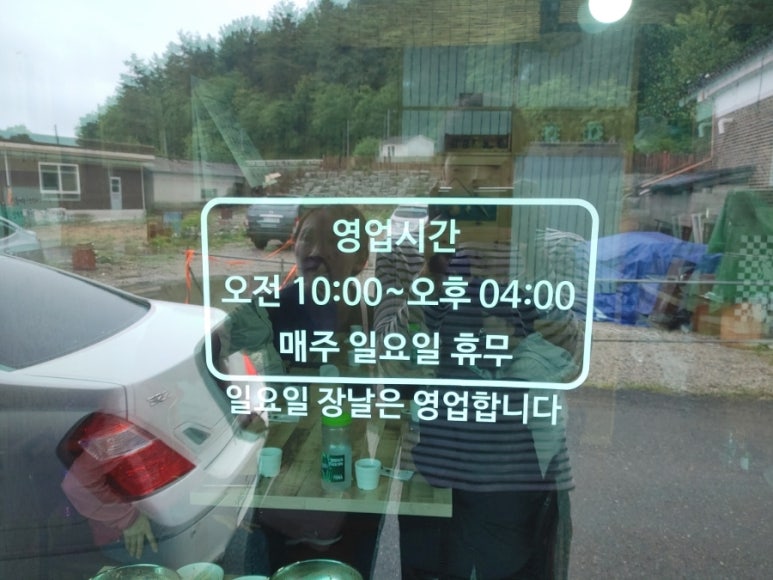 영업시간
오전 10:00~오후 04:00
매주 일요일 휴무
일요일 장날은 영업합니다